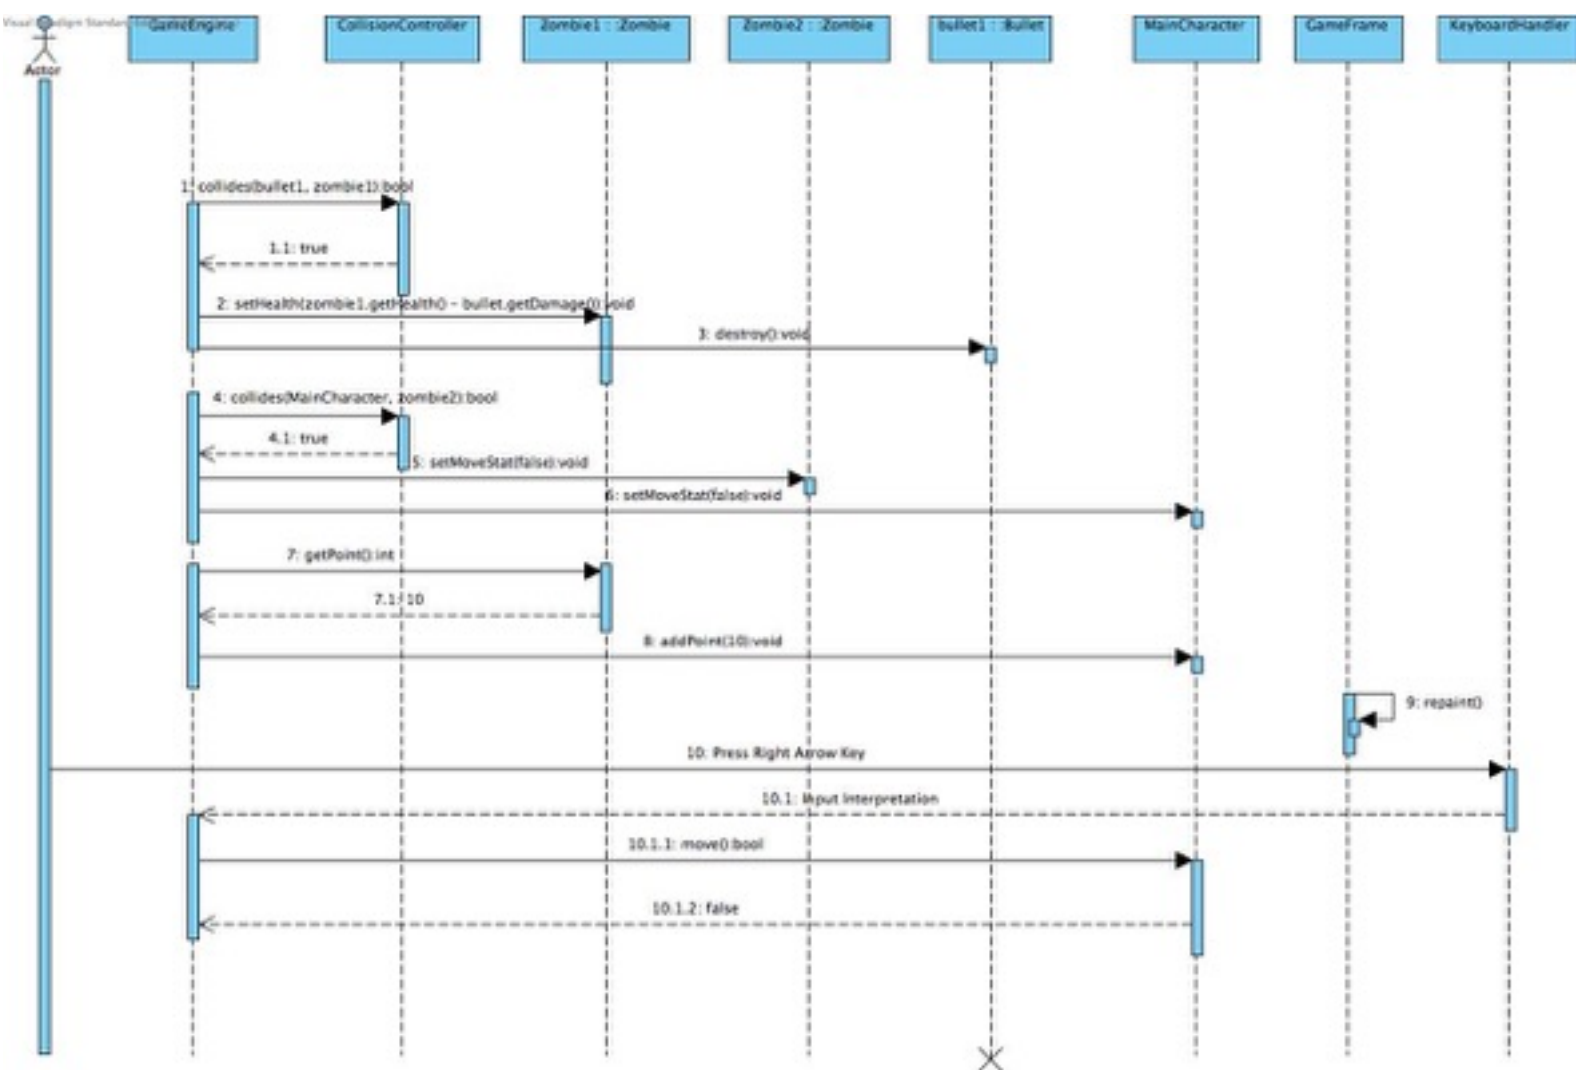 Visual Paradigm Standard
Actor
GameEngine
CollisionController
Zombie1 : :Zombie
Zombie2 : :Zombie
bullet1 : :Bullet
MainCharacter
GameFrame
KeyboardHandler
1: collides(bullet1, zombie1):bool
1.1: true
2: setHealth(zombie1.getHealth() - bullet.getDamage()):void
3: destroy():void
4: collides(MainCharacter, zombie2):bool
4.1: true
5: setMoveStat(false):void
6: setMoveStat(false):void
7: getPoint():int
7.1: 10
8: addPoint(10):void
9: repaint()
10: Press Right Arrow Key
10.1: Input Interpretation
10.1.1: move():bool
10.1.2: false